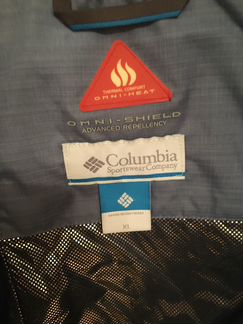 THERMAL COMFORT
OMNI-HEAT
OMNI-SHIELD
ADVANCED REPELLENCY
Columbia
Sportswear Company
XL